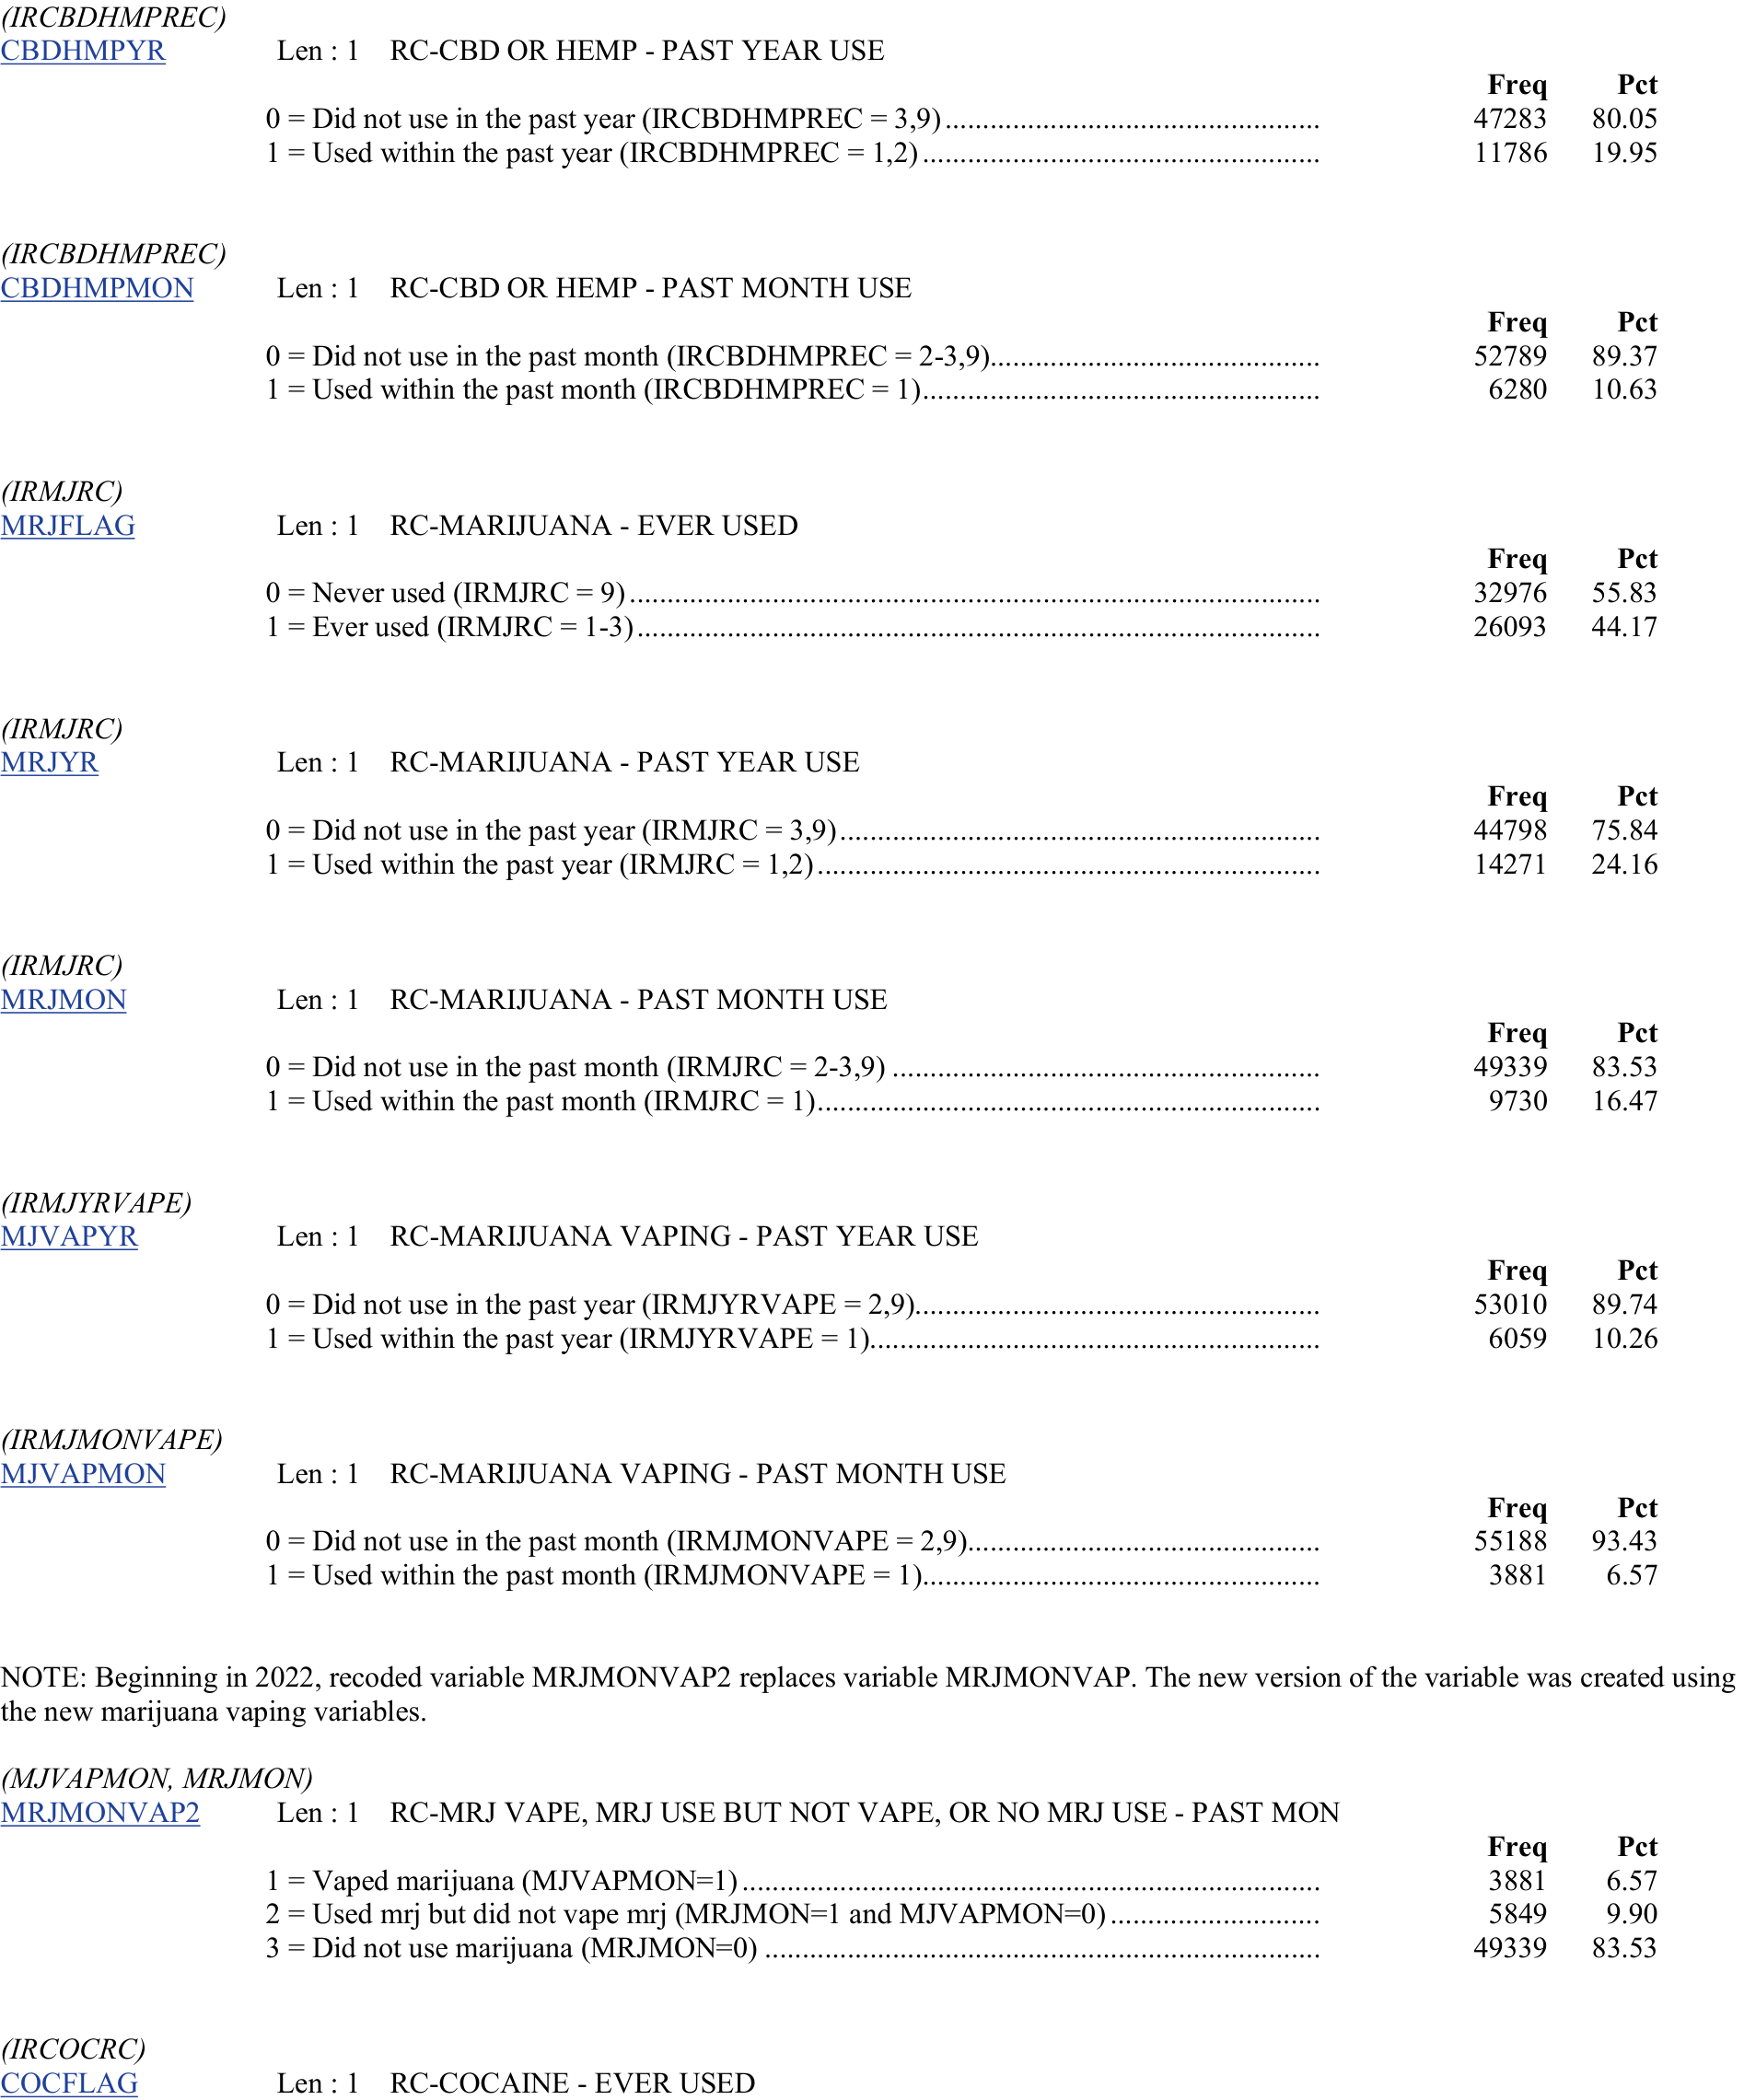 (IRCBDHMPREC)
CBDHMPYR Len : 1 RC-CBD OR HEMP - PAST YEAR USE
Freq Pct
0 = Did not use in the past year (IRCBDHMPREC = 3,9).................................................. 47283 80.05
1 = Used within the past year (IRCBDHMPREC = 1,2)..................................................... 11786 19.95
(IRCBDHMPREC)
CBDHMPMON Len : 1 RC-CBD OR HEMP - PAST MONTH USE
Freq Pct
0 = Did not use in the past month (IRCBDHMPREC = 2-3,9)............................................ 52789 89.37
1 = Used within the past month (IRCBDHMPREC = 1)..................................................... 6280 10.63
(IRMJRC)
MRJFLAG Len : 1 RC-MARIJUANA - EVER USED
Freq Pct
0 = Never used (IRMJRC = 9)............................................................................................ 32976 55.83
1 = Ever used (IRMJRC = 1-3)........................................................................................... 26093 44.17
(IRMJRC)
MRJYR Len : 1 RC-MARIJUANA - PAST YEAR USE
Freq Pct
0 = Did not use in the past year (IRMJRC = 3,9)................................................................ 44798 75.84
1 = Used within the past year (IRMJRC = 1,2)................................................................... 14271 24.16
(IRMJRC)
MRJMON Len : 1 RC-MARIJUANA - PAST MONTH USE
Freq Pct
0 = Did not use in the past month (IRMJRC = 2-3,9) ......................................................... 49339 83.53
1 = Used within the past month (IRMJRC = 1)................................................................... 9730 16.47
(IRMJYRVAPE)
MJVAPYR Len : 1 RC-MARIJUANA VAPING - PAST YEAR USE
Freq Pct
0 = Did not use in the past year (IRMJYRVAPE = 2,9)...................................................... 53010 89.74
1 = Used within the past year (IRMJYRVAPE = 1)............................................................ 6059 10.26
(IRMJMONVAPE)
MJVAPMON Len : 1 RC-MARIJUANA VAPING - PAST MONTH USE
Freq Pct
0 = Did not use in the past month (IRMJMONVAPE = 2,9)............................................... 55188 93.43
1 = Used within the past month (IRMJMONVAPE = 1)..................................................... 3881 6.57
NOTE: Beginning in 2022, recoded variable MRJMONVAP2 replaces variable MRJMONVAP. The new version of the variable was created using
the new marijuana vaping variables.
(MJVAPMON, MRJMON)
MRJMONVAP2 Len : 1 RC-MRJ VAPE, MRJ USE BUT NOT VAPE, OR NO MRJ USE - PAST MON
Freq Pct
1 = Vaped marijuana (MJVAPMON=1)............................................................................. 3881 6.57
2 = Used mrj but did not vape mrj (MRJMON=1 and MJVAPMON=0)............................ 5849 9.90
3 = Did not use marijuana (MRJMON=0) .......................................................................... 49339 83.53
(IRCOCRC)
COCFLAG Len : 1 RC-COCAINE - EVER USED